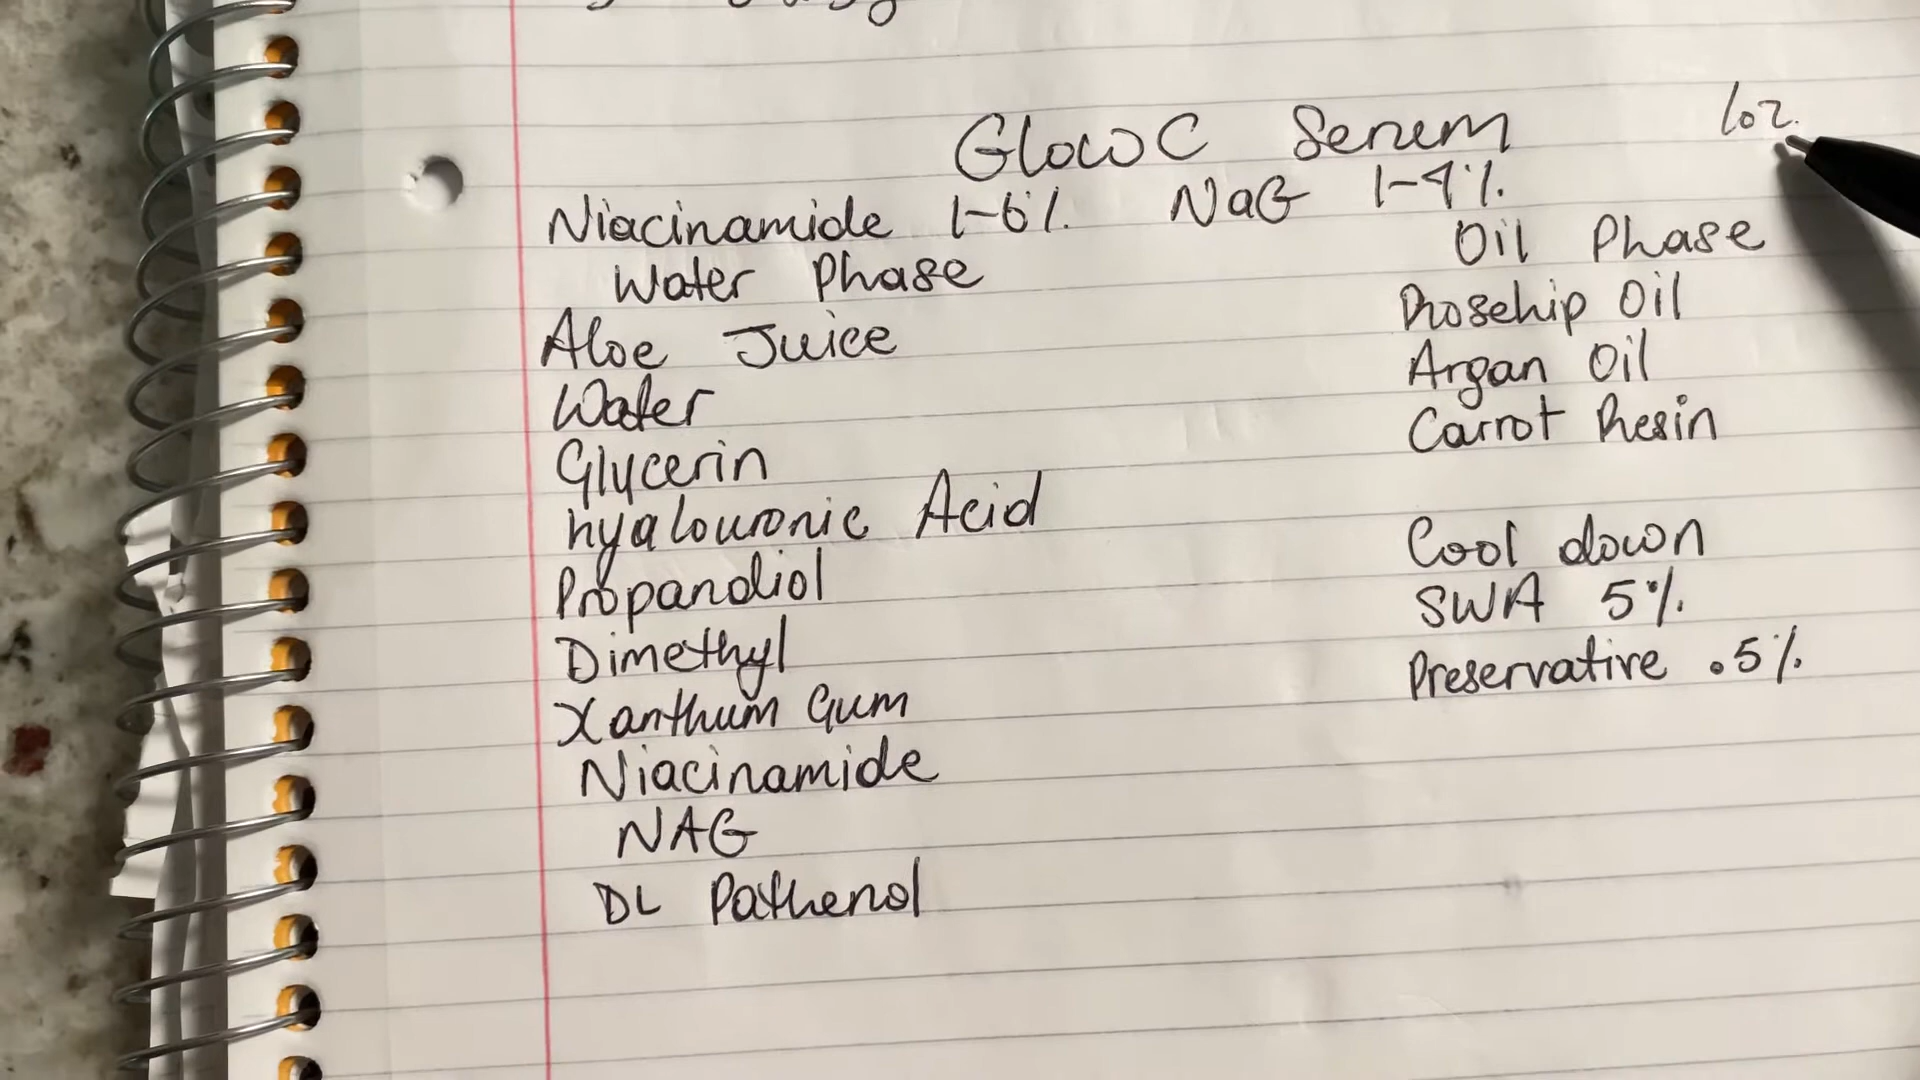 GlowC Serum
1oz.
Niacinamide 1-6% NaG 1-4%
Water Phase
Aloe Juice
Water
Glycerin
hyalouronic Acid
Propandiol
Dimethyl
Xanthum Gum
Niacinamide
NAG
DL Pathenol
Oil Phase
Rosehip Oil
Argan Oil
Carrot Resin
Cool down
SWA 5%
Preservative .5%